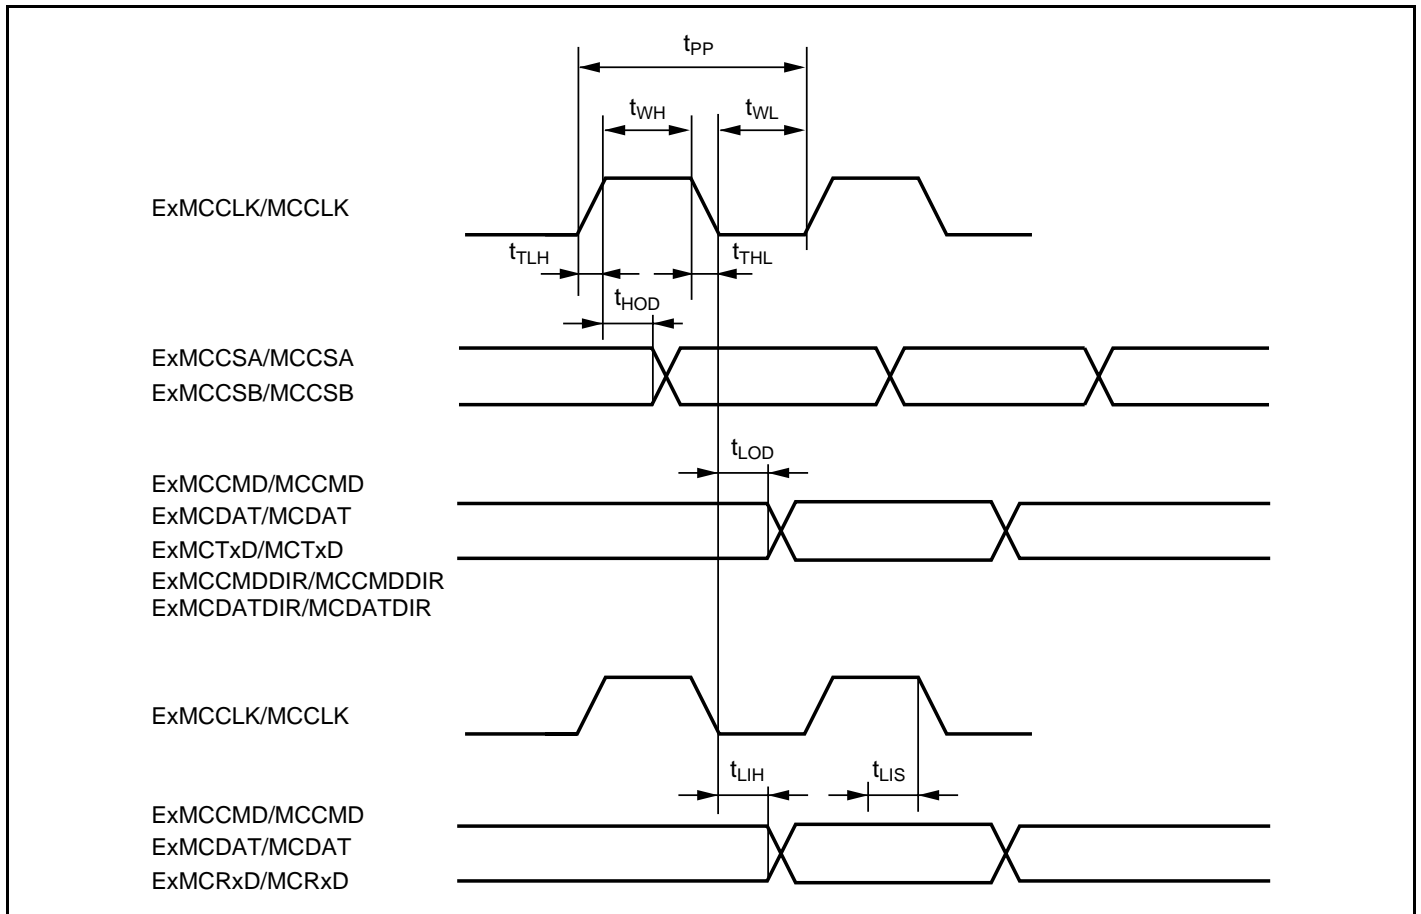 tPP
tWH
tWL
ExMCCLK/MCCLK
tTLH
tTHL
tHOD
ExMCCSA/MCCSA
ExMCCSB/MCCSB
tLOD
ExMCCMD/MCCMD
ExMCDAT/MCDAT
ExMCTxD/MCTxD
ExMCCMDDIR/MCCMDDIR
ExMCDATDIR/MCDATDIR
ExMCCLK/MCCLK
tLIH
tLIS
ExMCCMD/MCCMD
ExMCDAT/MCDAT
ExMCRxD/MCRxD